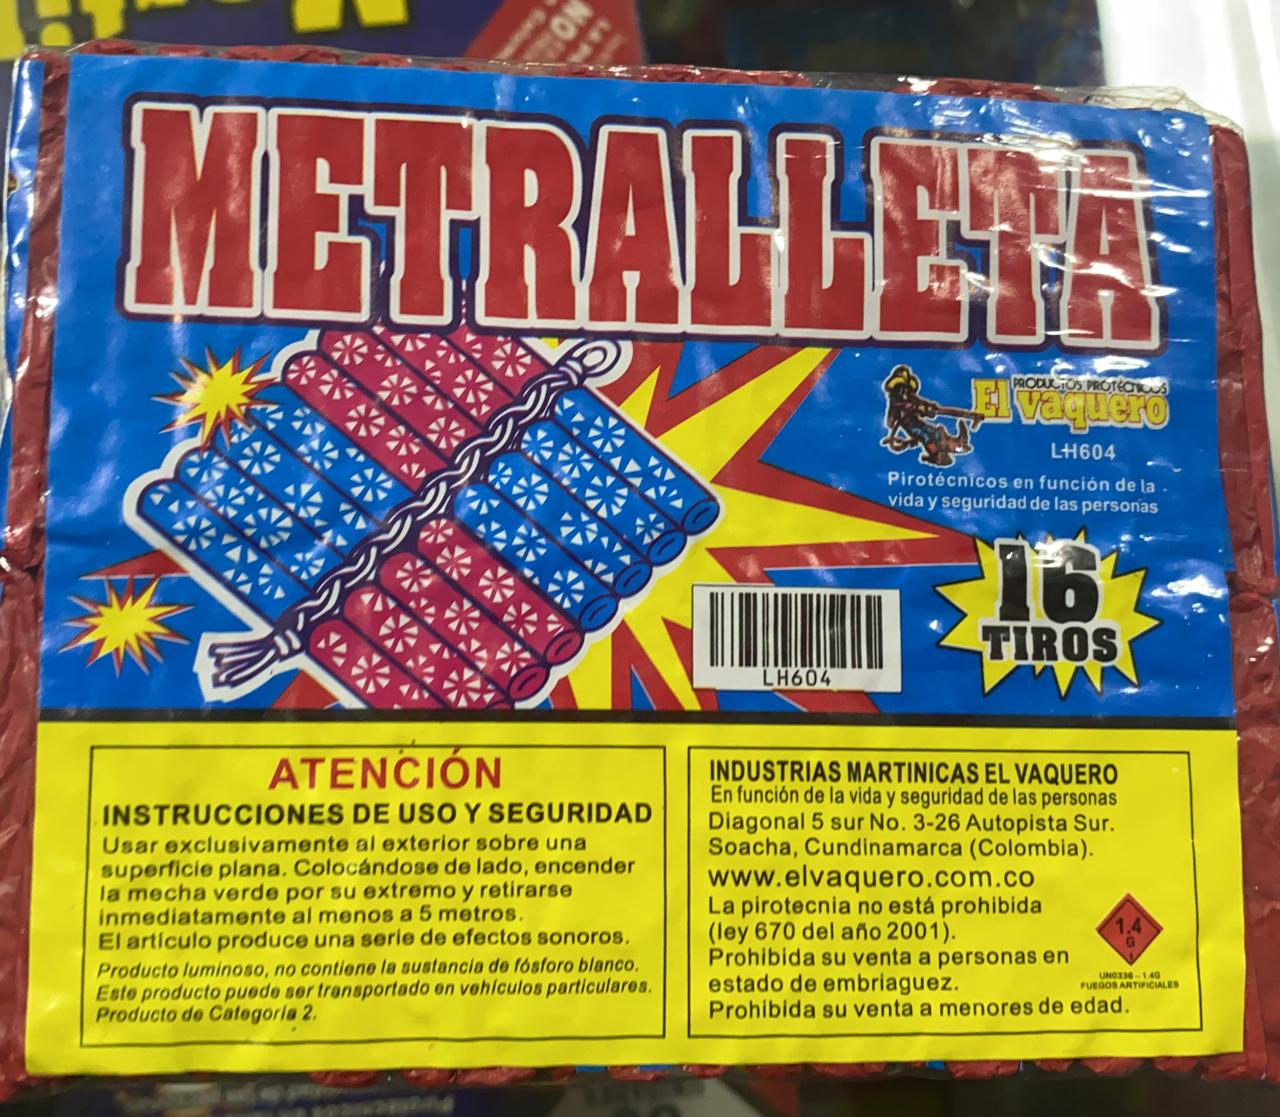 METRALLETA
PRODUCTOS PIROTÉCNICOS
El vaquero
LH604
Pirotécnicos en función de la
vida y seguridad de las personas
16
TIROS
LH604
ATENCIÓN
INSTRUCCIONES DE USO Y SEGURIDAD
Usar exclusivamente al exterior sobre una
superficie plana. Colocándose de lado, encender
la mecha verde por su extremo y retirarse
inmediatamente al menos a 5 metros.
El articulo produce una serie de efectos sonoros.
Producto luminoso, no contiene la sustancia de fósforo blanco.
Este producto puede ser transportado en vehículos particulares.
Producto de Categoría 2.
INDUSTRIAS MARTINICAS EL VAQUERO
En función de la vida y seguridad de las personas
Diagonal 5 sur No. 3-26 Autopista Sur.
Soacha, Cundinamarca (Colombia).
www.elvaquero.com.co
La pirotecnia no está prohibida
(ley 670 del año 2001).
Prohibida su venta a personas en
estado de embriaguez.
Prohibida su venta a menores de edad.
1.4
G
1
UN0336 - 1.4G
FUEGOS ARTIFICIALES